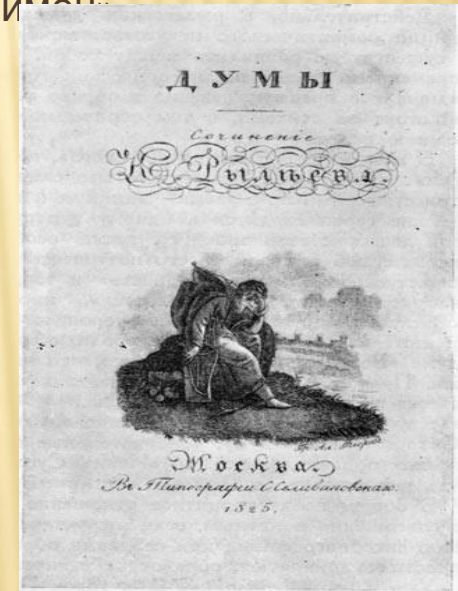 ДУМЫ
Сочиненіе
К. Рылѣева.
Москва.
Въ Типографіи С. Селивановскаго.
1825.